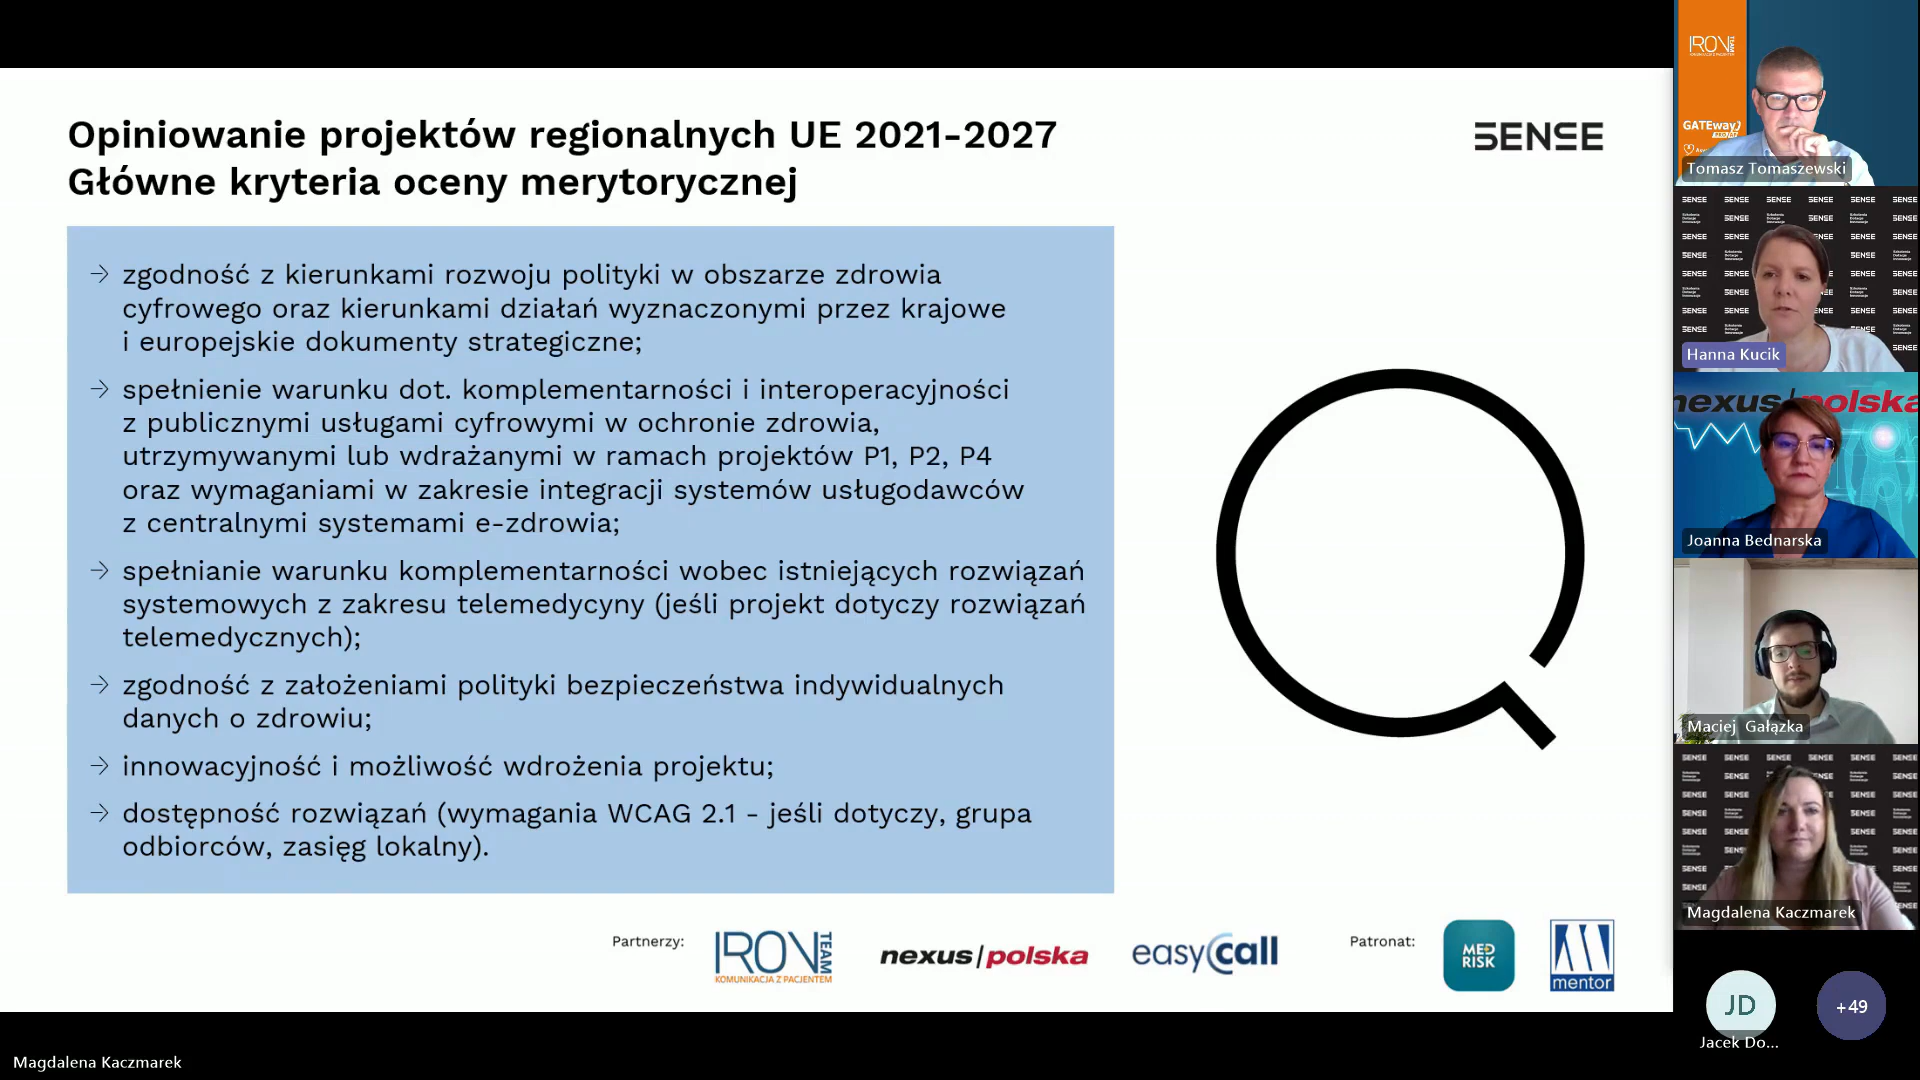 Opiniowanie projektów regionalnych UE 2021-2027
Główne kryteria oceny merytorycznej
SENSE
→ zgodność z kierunkami rozwoju polityki w obszarze zdrowia
cyfrowego oraz kierunkami działań wyznaczonymi przez krajowe
i europejskie dokumenty strategiczne;
→ spełnienie warunku dot. komplementarności i interoperacyjności
z publicznymi usługami cyfrowymi w ochronie zdrowia,
utrzymywanymi lub wdrażanymi w ramach projektów P1, P2, P4
oraz wymaganiami w zakresie integracji systemów usługodawców
z centralnymi systemami e-zdrowia;
→ spełnianie warunku komplementarności wobec istniejących rozwiązań
systemowych z zakresu telemedycyny (jeśli projekt dotyczy rozwiązań
telemedycznych);
→ zgodność z założeniami polityki bezpieczeństwa indywidualnych
danych o zdrowiu;
→ innowacyjność i możliwość wdrożenia projektu;
→ dostępność rozwiązań (wymagania WCAG 2.1 - jeśli dotyczy, grupa
odbiorców, zasięg lokalny).
Partnerzy:
IRON TEAM
KOMUNIKACJA Z PACJENTEM
nexus/polska
easyCall
Patronat:
MED
RISK
mentor
IRON TEAM
GATEway
Tomasz Tomaszewski
SENSE
Hanna Kucik
nexus/polska
Joanna Bednarska
Maciej Gałązka
SENSE
Magdalena Kaczmarek
JD
Jacek Do...
+49
Magdalena Kaczmarek